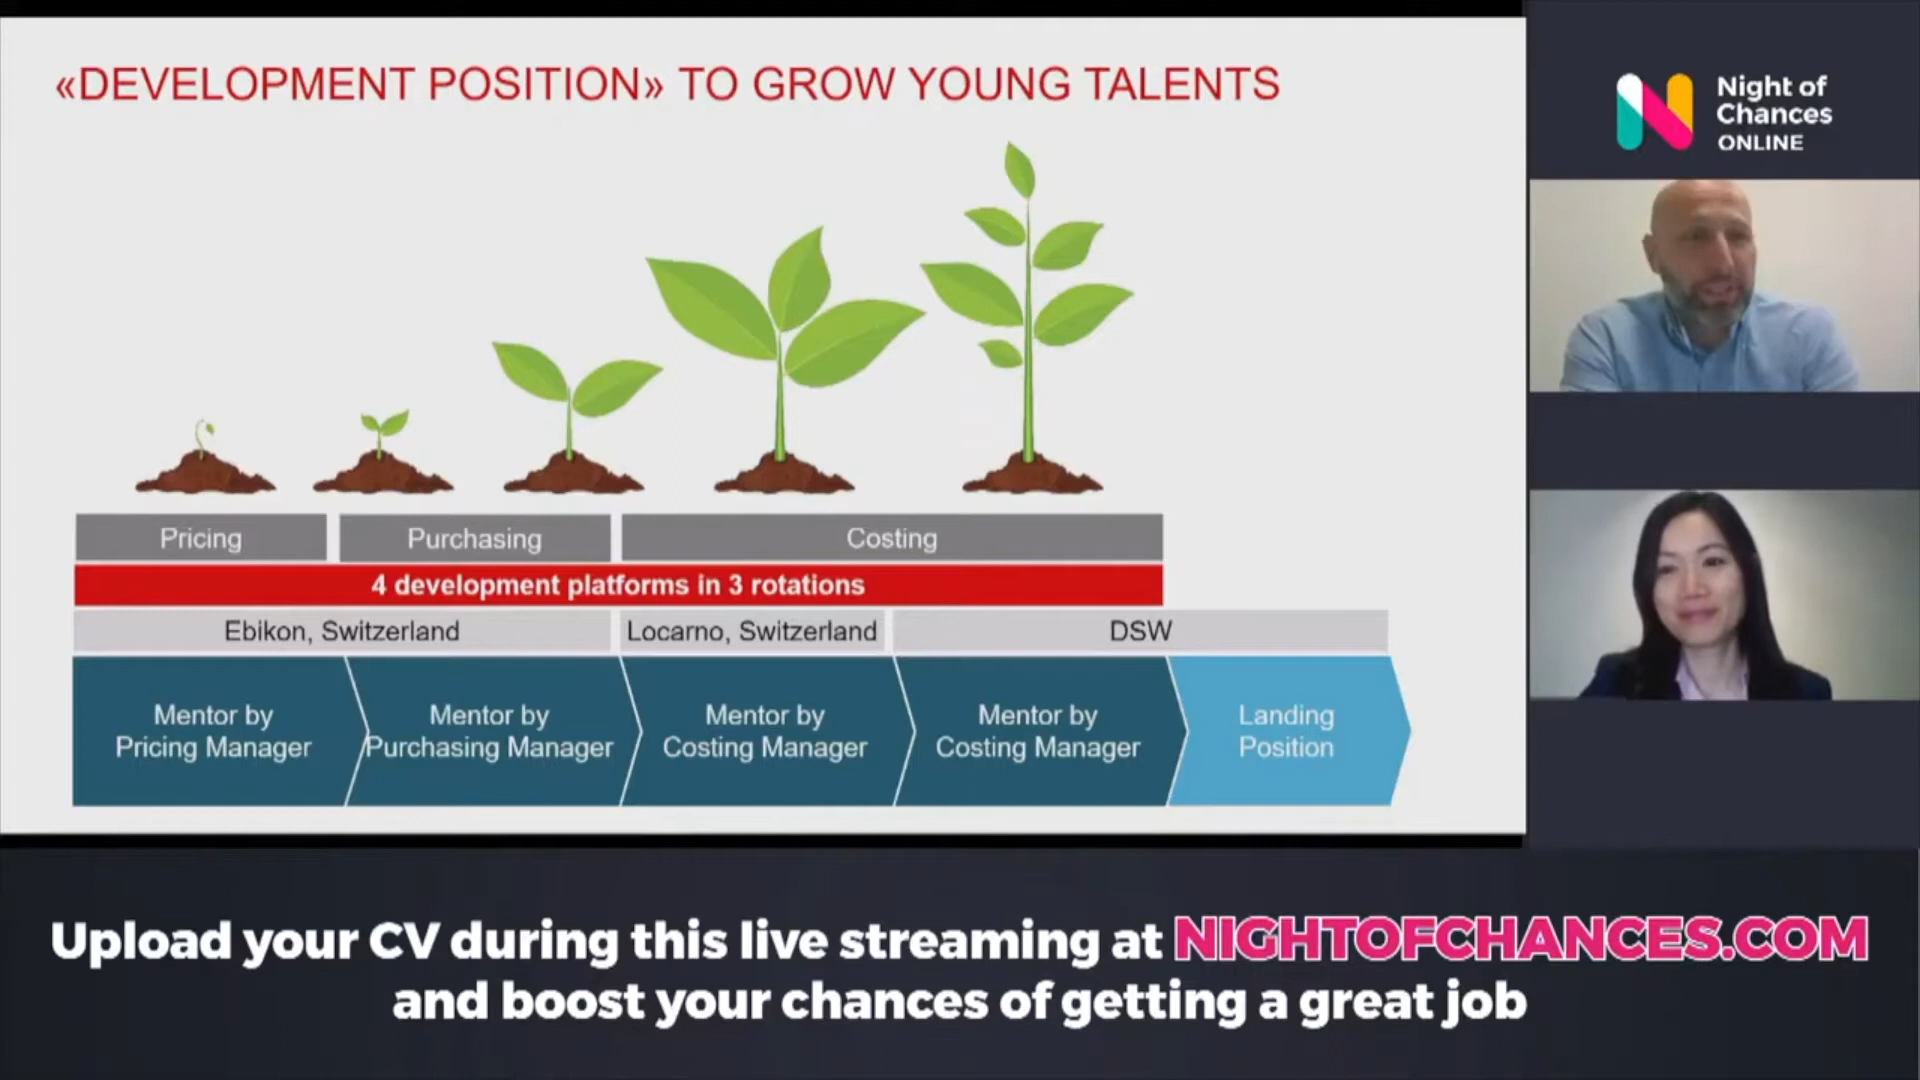 «DEVELOPMENT POSITION» TO GROW YOUNG TALENTS
Night of
Chances
ONLINE
Pricing
Purchasing
Costing
4 development platforms in 3 rotations
Ebikon, Switzerland
Locarno, Switzerland
DSW
Mentor by
Pricing Manager
Mentor by
Purchasing Manager
Mentor by
Costing Manager
Mentor by
Costing Manager
Landing
Position
Upload your CV during this live streaming at NIGHTOFCHANCES.COM
and boost your chances of getting a great job